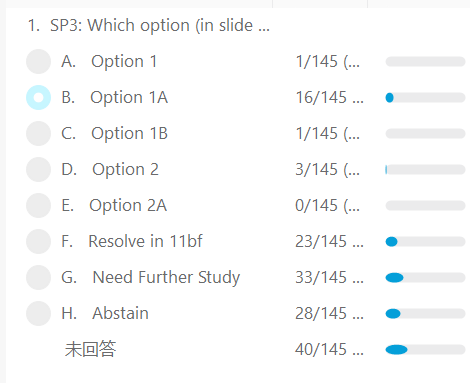 1. SP3: Which option (in slide ...
A. Option 1 1/145 (...
B. Option 1A 16/145 ...
C. Option 1B 1/145 (...
D. Option 2 3/145 (...
E. Option 2A 0/145 (...
F. Resolve in 11bf 23/145 ...
G. Need Further Study 33/145 ...
H. Abstain 28/145 ...
未回答 40/145 ...